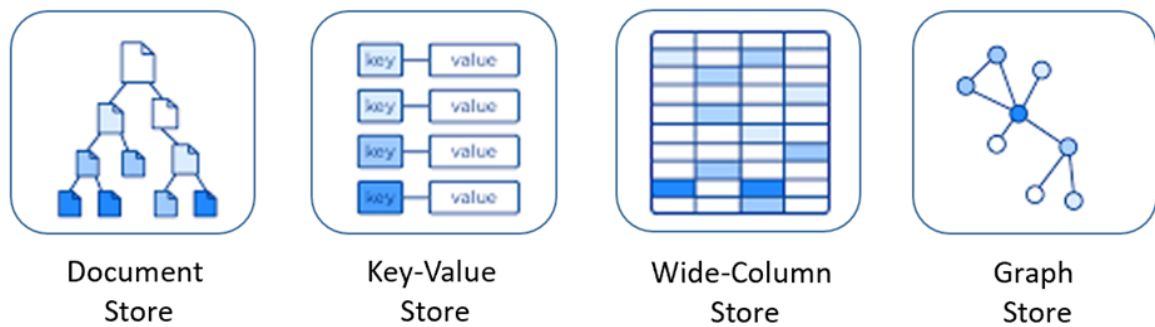 key value
key value
key value
key value
Document
Store
Key-Value
Store
Wide-Column
Store
Graph
Store